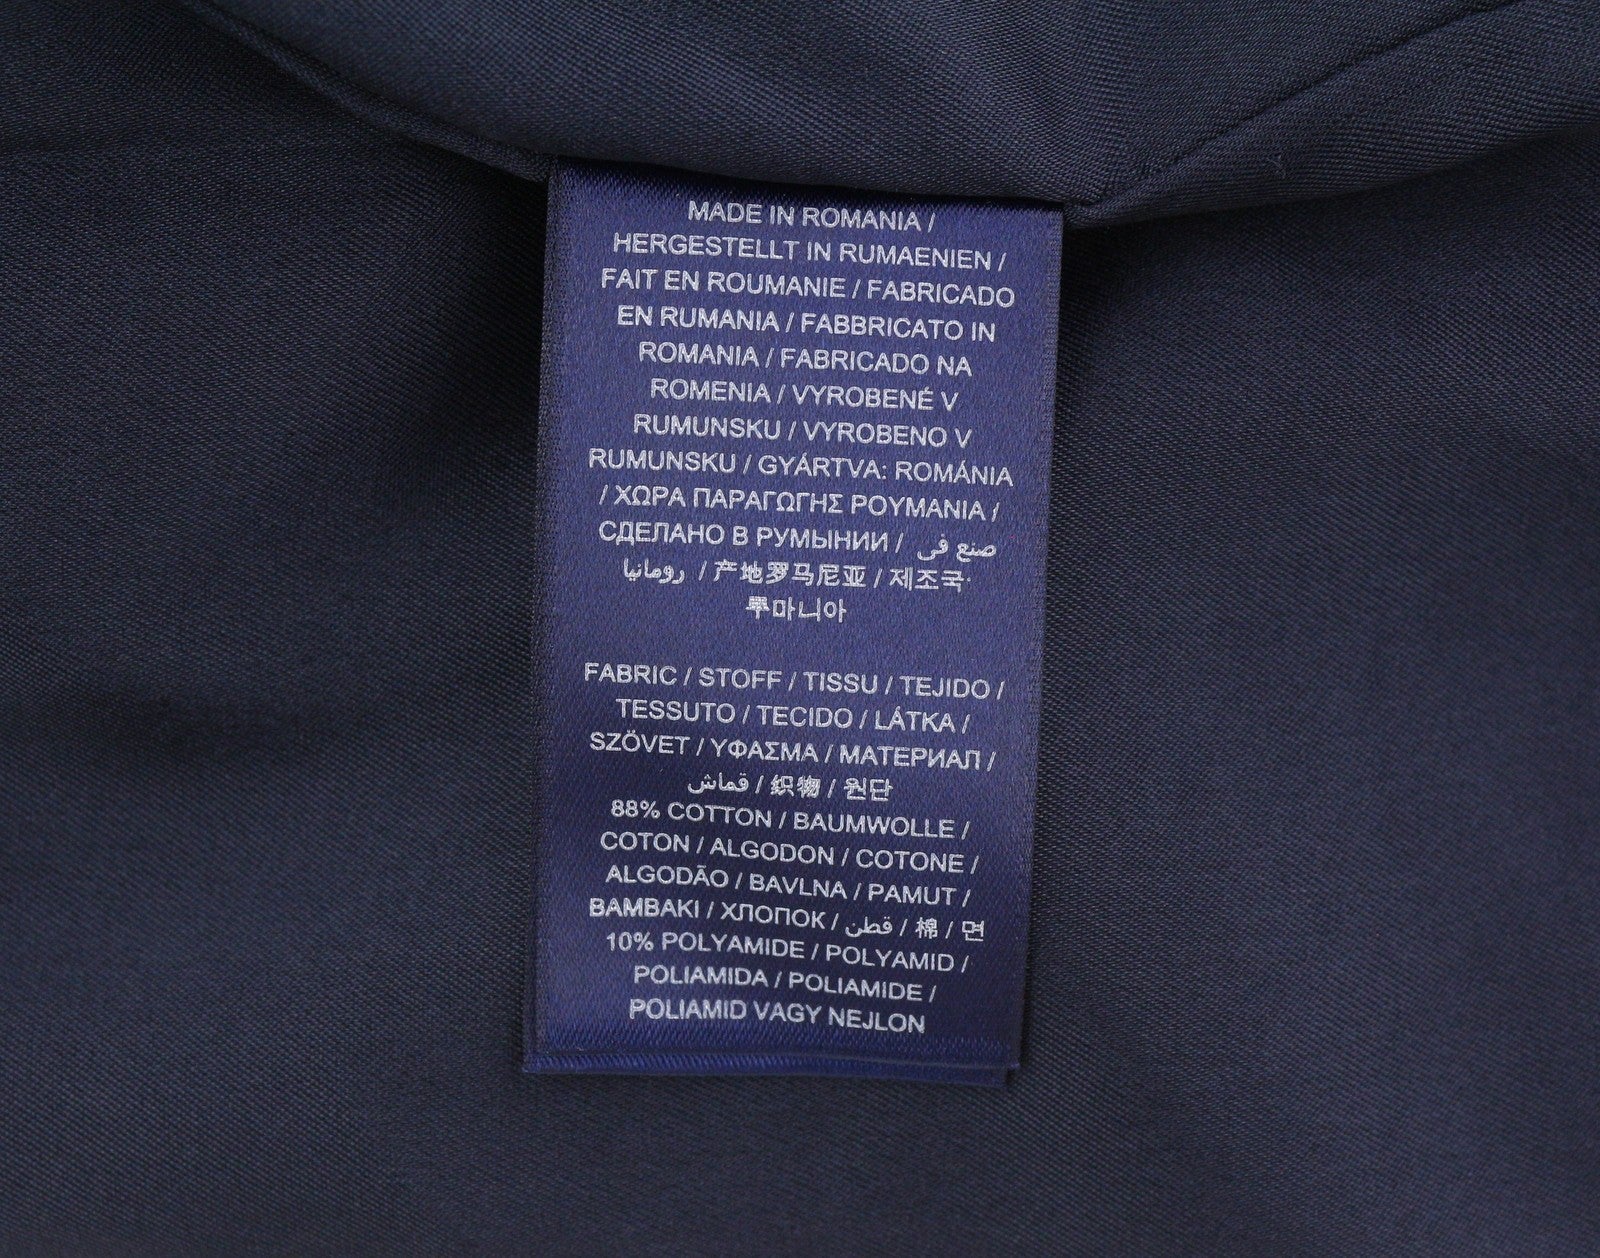 MADE IN ROMANIA /
HERGESTELLT IN RUMAENIEN /
FAIT EN ROUMANIE / FABRICADO
EN RUMANIA / FABBRICATO IN
ROMANIA / FABRICADO NA
ROMENIA / VYROBENÉ V
RUMUNSKU / VYROBENO V
RUMUNSKU / GYÁRTVA: ROMÁNIA
/ ΧΩΡΑ ΠΑΡΑΓΩΓΗΣ ΡΟΥΜΑΝΙΑ /
СДЕЛАНО В РУМЫНИИ / صنع في
رومانيا / 产地罗马尼亚 / 제조국:
루마니아
FABRIC / STOFF / TISSU / TEJIDO /
TESSUTO / TECIDO / LÁTKA /
SZÖVET / ΥΦΑΣΜΑ / МАТЕРИАЛ /
قماش / 织物 / 원단
88% COTTON / BAUMWOLLE /
COTON / ALGODON / COTONE /
ALGODÃO / BAVLNA / PAMUT /
BAMBAKI / ХЛОПОК / قطن / 棉 / 면
10% POLYAMIDE / POLYAMID /
POLIAMIDA / POLIAMIDE /
POLIAMID VAGY NEJLON